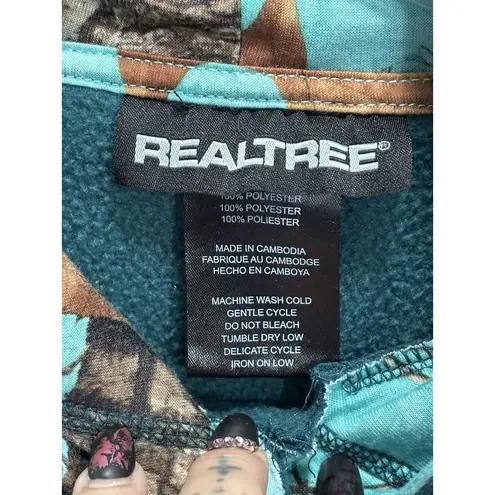 REALTREE®
100% POLYESTER
100% POLYESTER
100% POLIESTER
MADE IN CAMBODIA
FABRIQUE AU CAMBODGE
HECHO EN CAMBOYA
MACHINE WASH COLD
GENTLE CYCLE
DO NOT BLEACH
TUMBLE DRY LOW
DELICATE CYCLE
IRON ON LOW